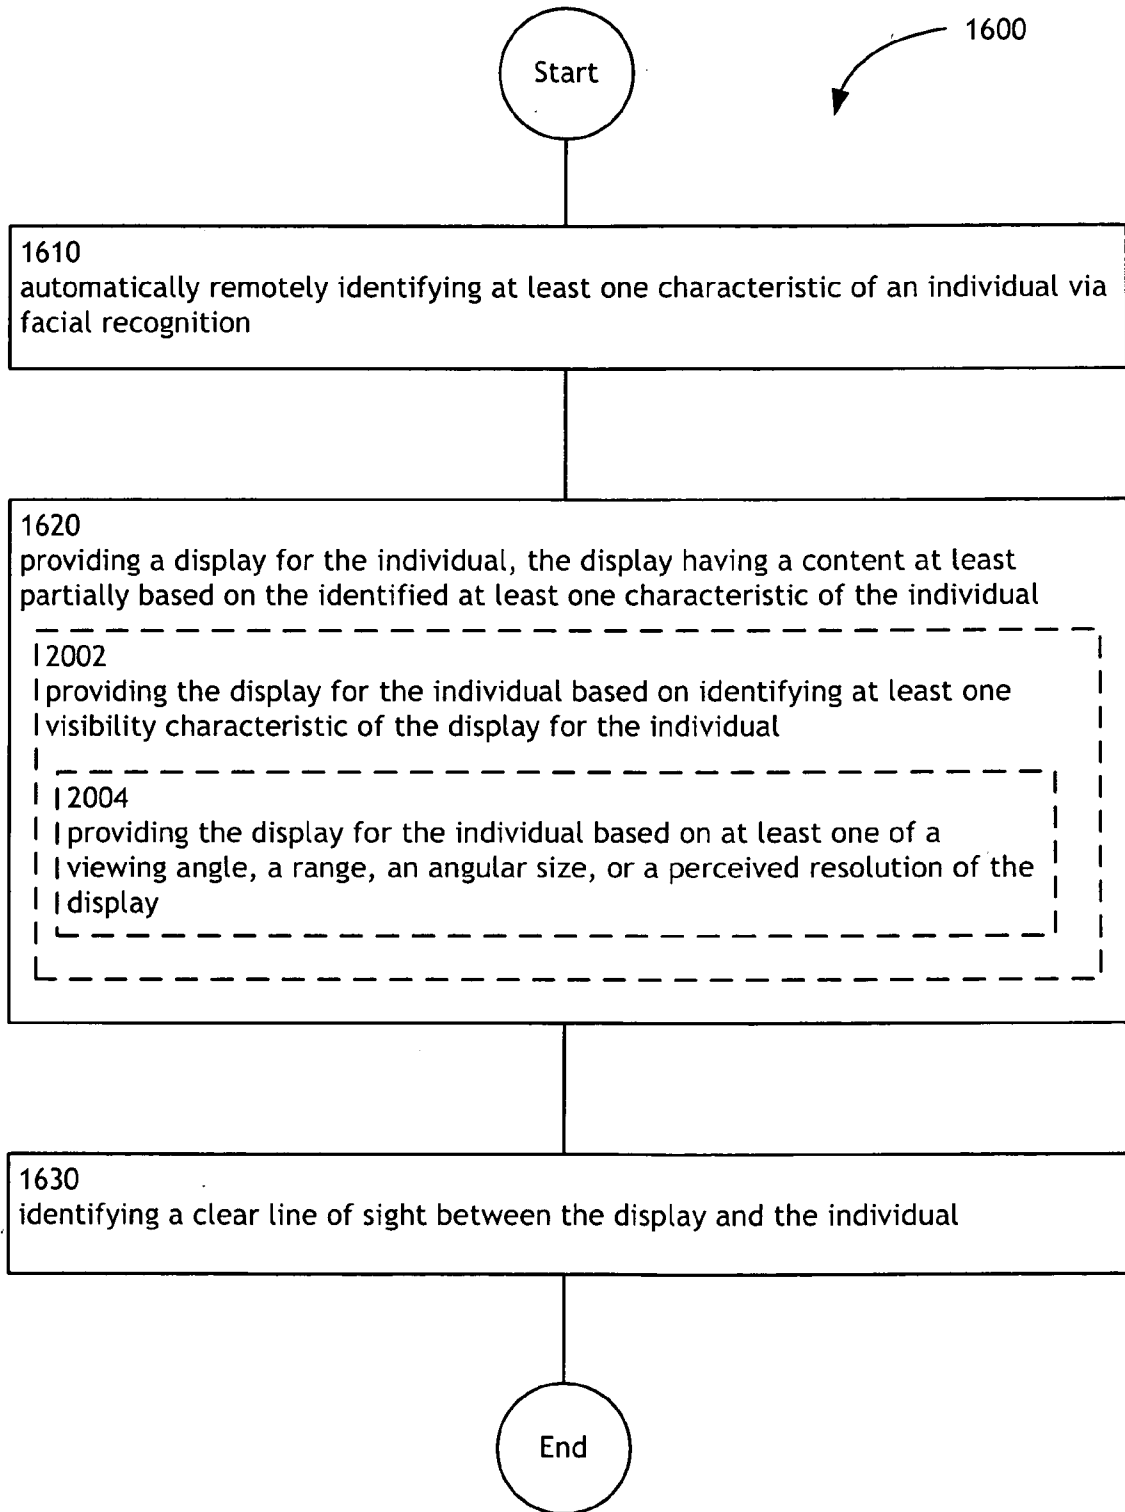 1600
Start
1610
automatically remotely identifying at least one characteristic of an individual via
facial recognition
1620
providing a display for the individual, the display having a content at least
partially based on the identified at least one characteristic of the individual
2002
providing the display for the individual based on identifying at least one
visibility characteristic of the display for the individual
2004
providing the display for the individual based on at least one of a
viewing angle, a range, an angular size, or a perceived resolution of the
display
1630
identifying a clear line of sight between the display and the individual
End